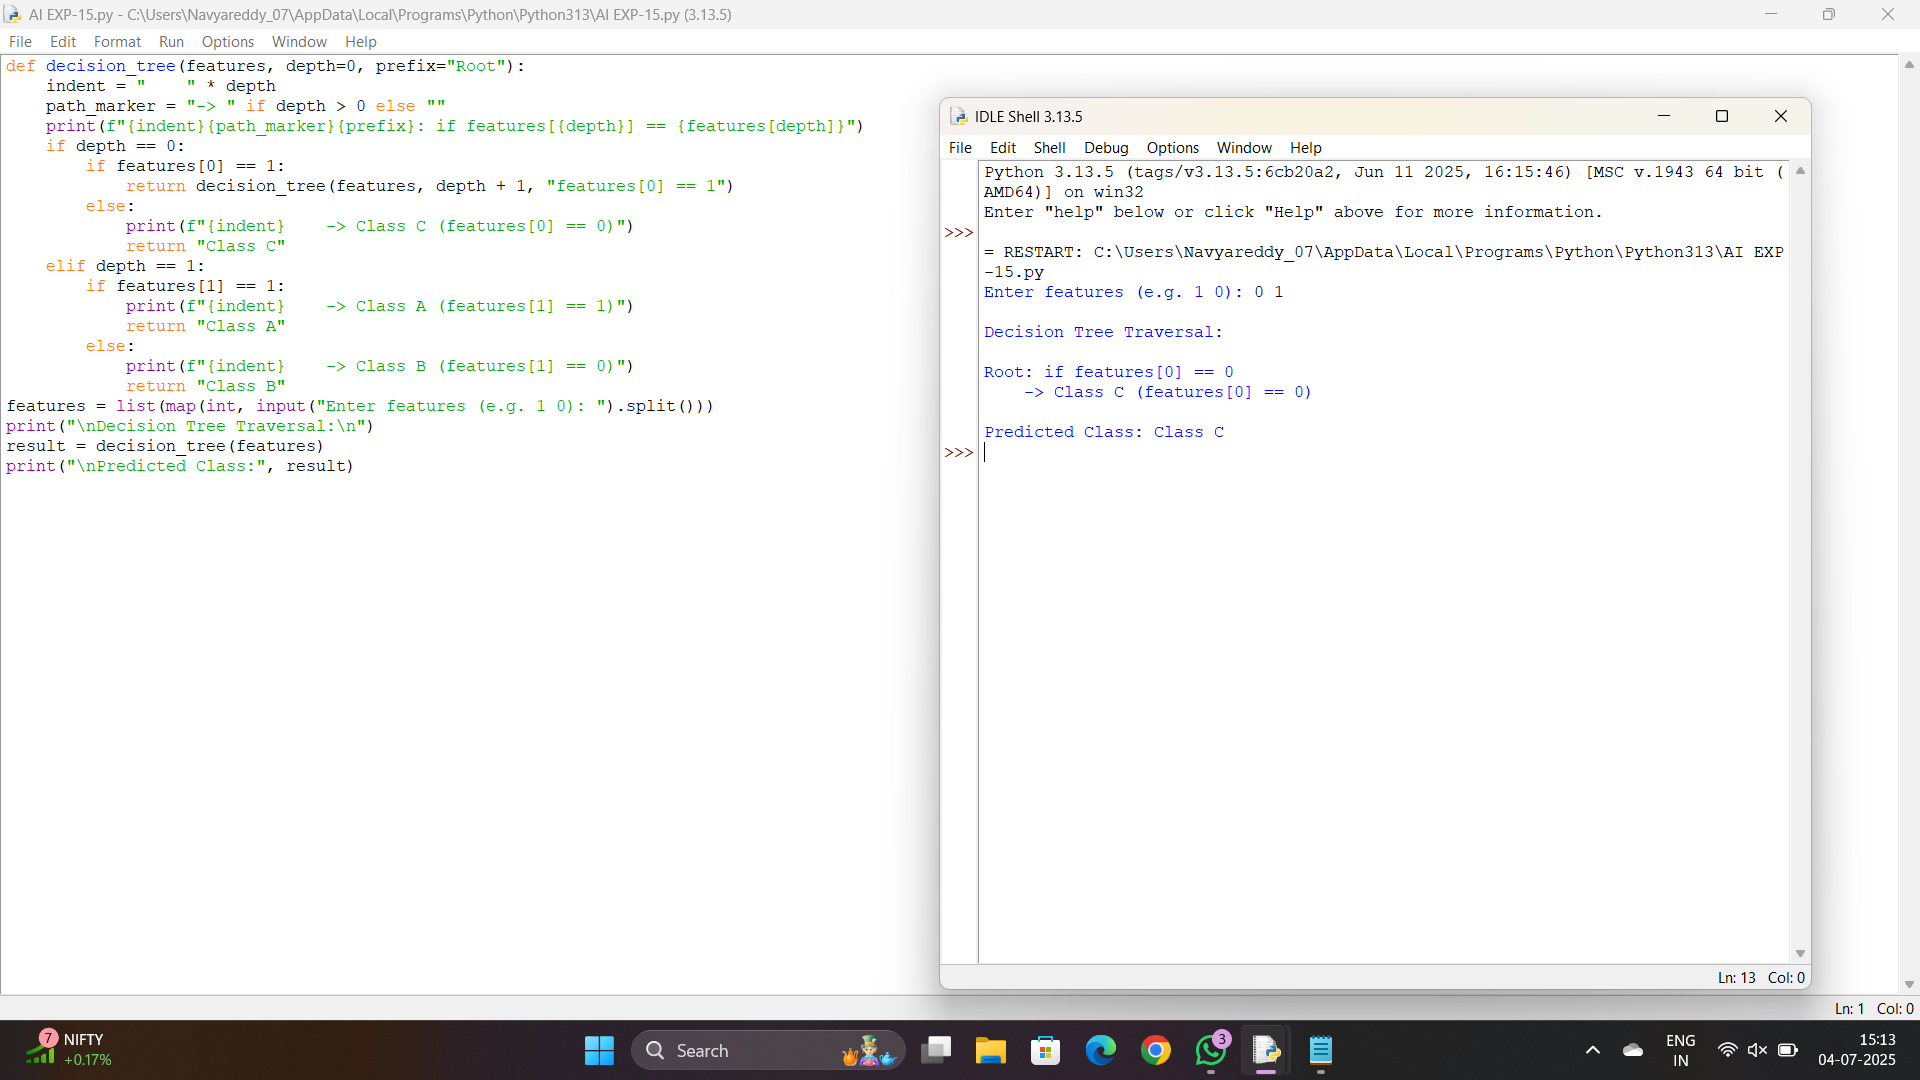 AI EXP-15.py - C:\Users\Navyareddy_07\AppData\Local\Programs\Python\Python313\AI EXP-15.py (3.13.5)
File Edit Format Run Options Window Help
def decision_tree(features, depth=0, prefix="Root"):
    indent = "    " * depth
    path_marker = "-> " if depth > 0 else ""
    print(f"{indent}{path_marker}{prefix}: if features[{depth}] == {features[depth]}")
    if depth == 0:
        if features[0] == 1:
            return decision_tree(features, depth + 1, "features[0] == 1")
        else:
            print(f"{indent}    -> Class C (features[0] == 0)")
            return "Class C"
    elif depth == 1:
        if features[1] == 1:
            print(f"{indent}    -> Class A (features[1] == 1)")
            return "Class A"
        else:
            print(f"{indent}    -> Class B (features[1] == 0)")
            return "Class B"
features = list(map(int, input("Enter features (e.g. 1 0): ").split()))
print("\nDecision Tree Traversal:\n")
result = decision_tree(features)
print("\nPredicted Class:", result)
IDLE Shell 3.13.5
File Edit Shell Debug Options Window Help
Python 3.13.5 (tags/v3.13.5:6cb20a2, Jun 11 2025, 16:15:46) [MSC v.1943 64 bit (
AMD64)] on win32
Enter "help" below or click "Help" above for more information.
>>>
= RESTART: C:\Users\Navyareddy_07\AppData\Local\Programs\Python\Python313\AI EXP
-15.py
Enter features (e.g. 1 0): 0 1
Decision Tree Traversal:
Root: if features[0] == 0
    -> Class C (features[0] == 0)
Predicted Class: Class C
>>>
Ln: 13 Col: 0
Ln: 1 Col: 0
7
NIFTY
+0.17%
Search
3
ENG
IN
15:13
04-07-2025